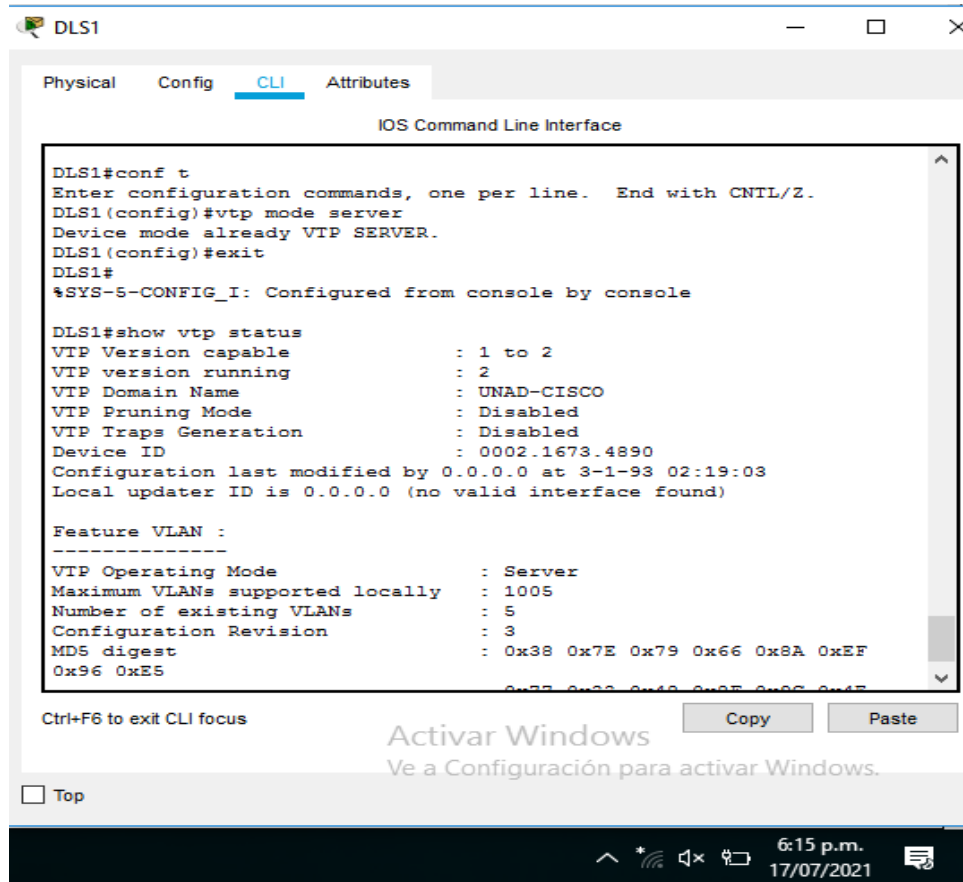 DLS1
Physical Config CLI Attributes
IOS Command Line Interface
DLS1#conf t
Enter configuration commands, one per line. End with CNTL/Z.
DLS1(config)#vtp mode server
Device mode already VTP SERVER.
DLS1(config)#exit
DLS1#
%SYS-5-CONFIG_I: Configured from console by console
DLS1#show vtp status
VTP Version capable : 1 to 2
VTP version running : 2
VTP Domain Name : UNAD-CISCO
VTP Pruning Mode : Disabled
VTP Traps Generation : Disabled
Device ID : 0002.1673.4890
Configuration last modified by 0.0.0.0 at 3-1-93 02:19:03
Local updater ID is 0.0.0.0 (no valid interface found)
Feature VLAN :
--------------
VTP Operating Mode : Server
Maximum VLANs supported locally : 1005
Number of existing VLANs : 5
Configuration Revision : 3
MD5 digest : 0x38 0x7E 0x79 0x66 0x8A 0xEF
0x96 0xE5
Ctrl+F6 to exit CLI focus
Copy Paste
Activar Windows
Ve a Configuración para activar Windows.
Top
6:15 p.m.
17/07/2021